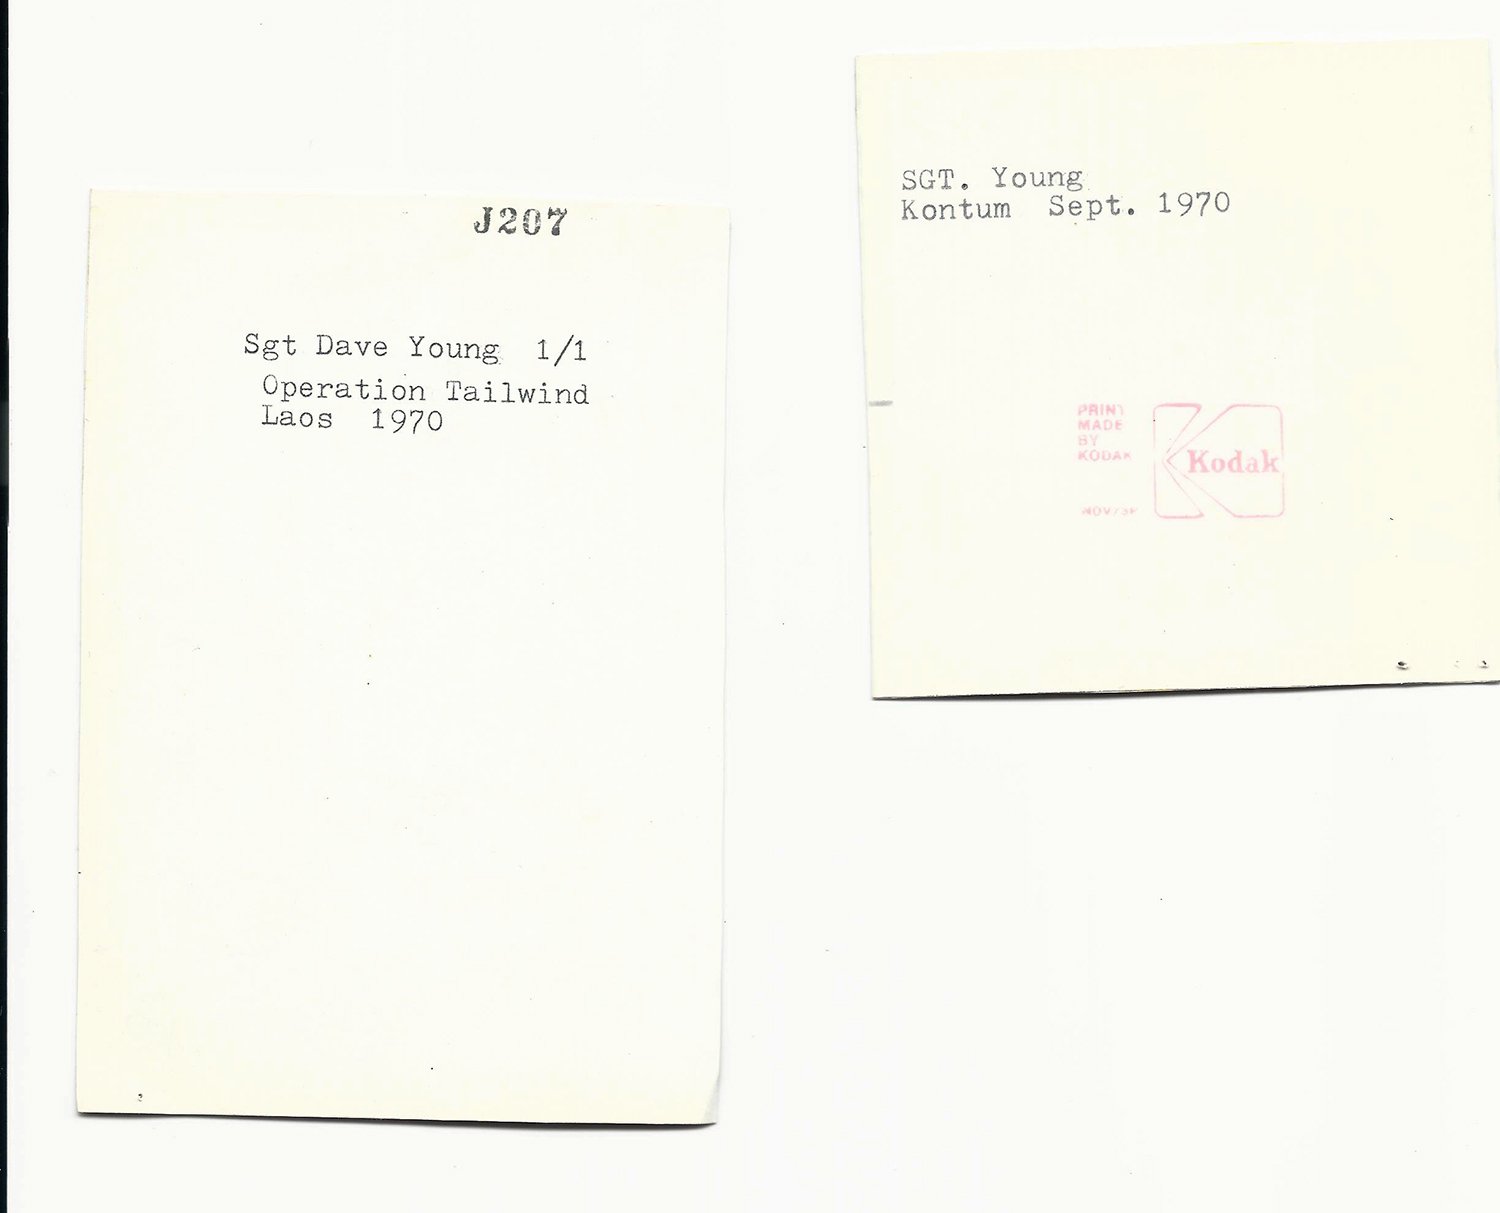 J207
Sgt Dave Young 1/1
Operation Tailwind
Laos 1970
SGT. Young
Kontum Sept. 1970
PRINT
MADE
BY
KODAK
Kodak